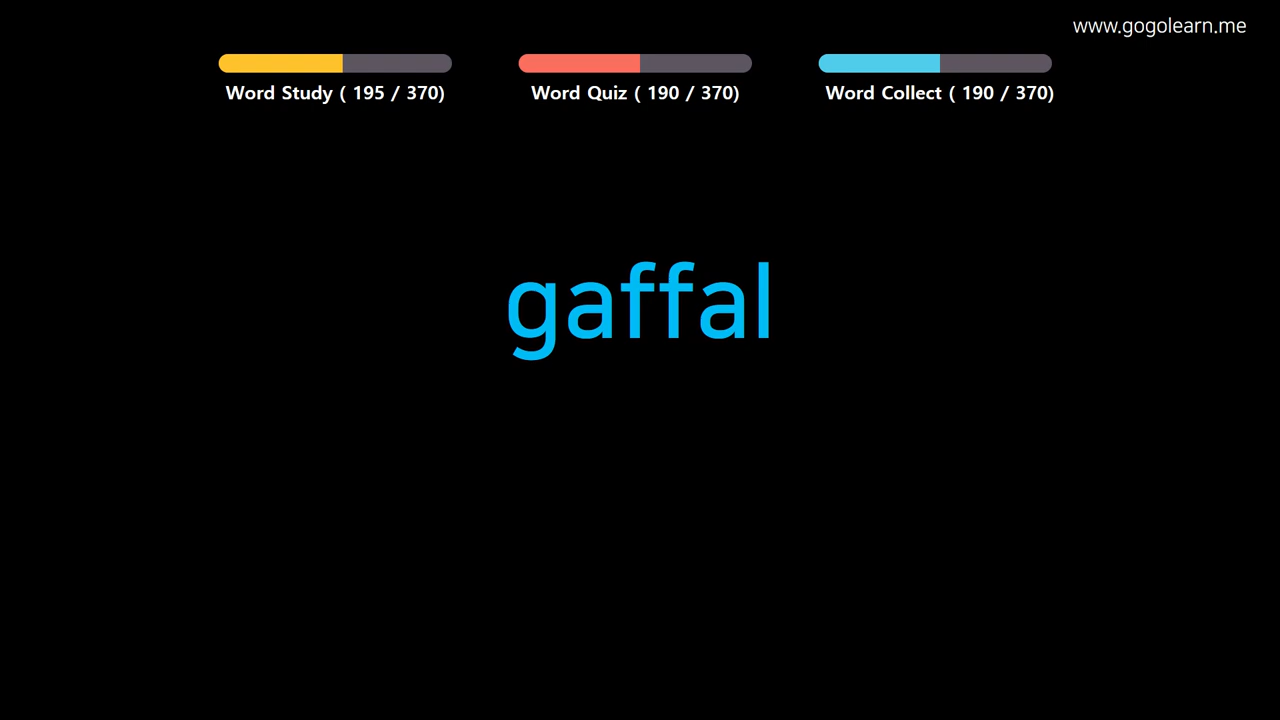 www.gogolearn.me
Word Study ( 195 / 370)
Word Quiz ( 190 / 370)
Word Collect ( 190 / 370)
gaffal